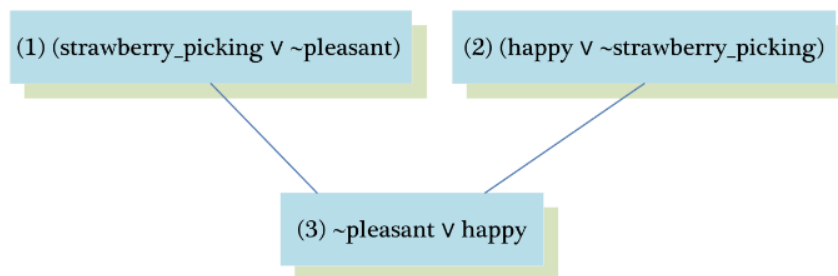 (1) (strawberry_picking ∨ ~pleasant)
(2) (happy ∨ ~strawberry_picking)
(3) ~pleasant ∨ happy